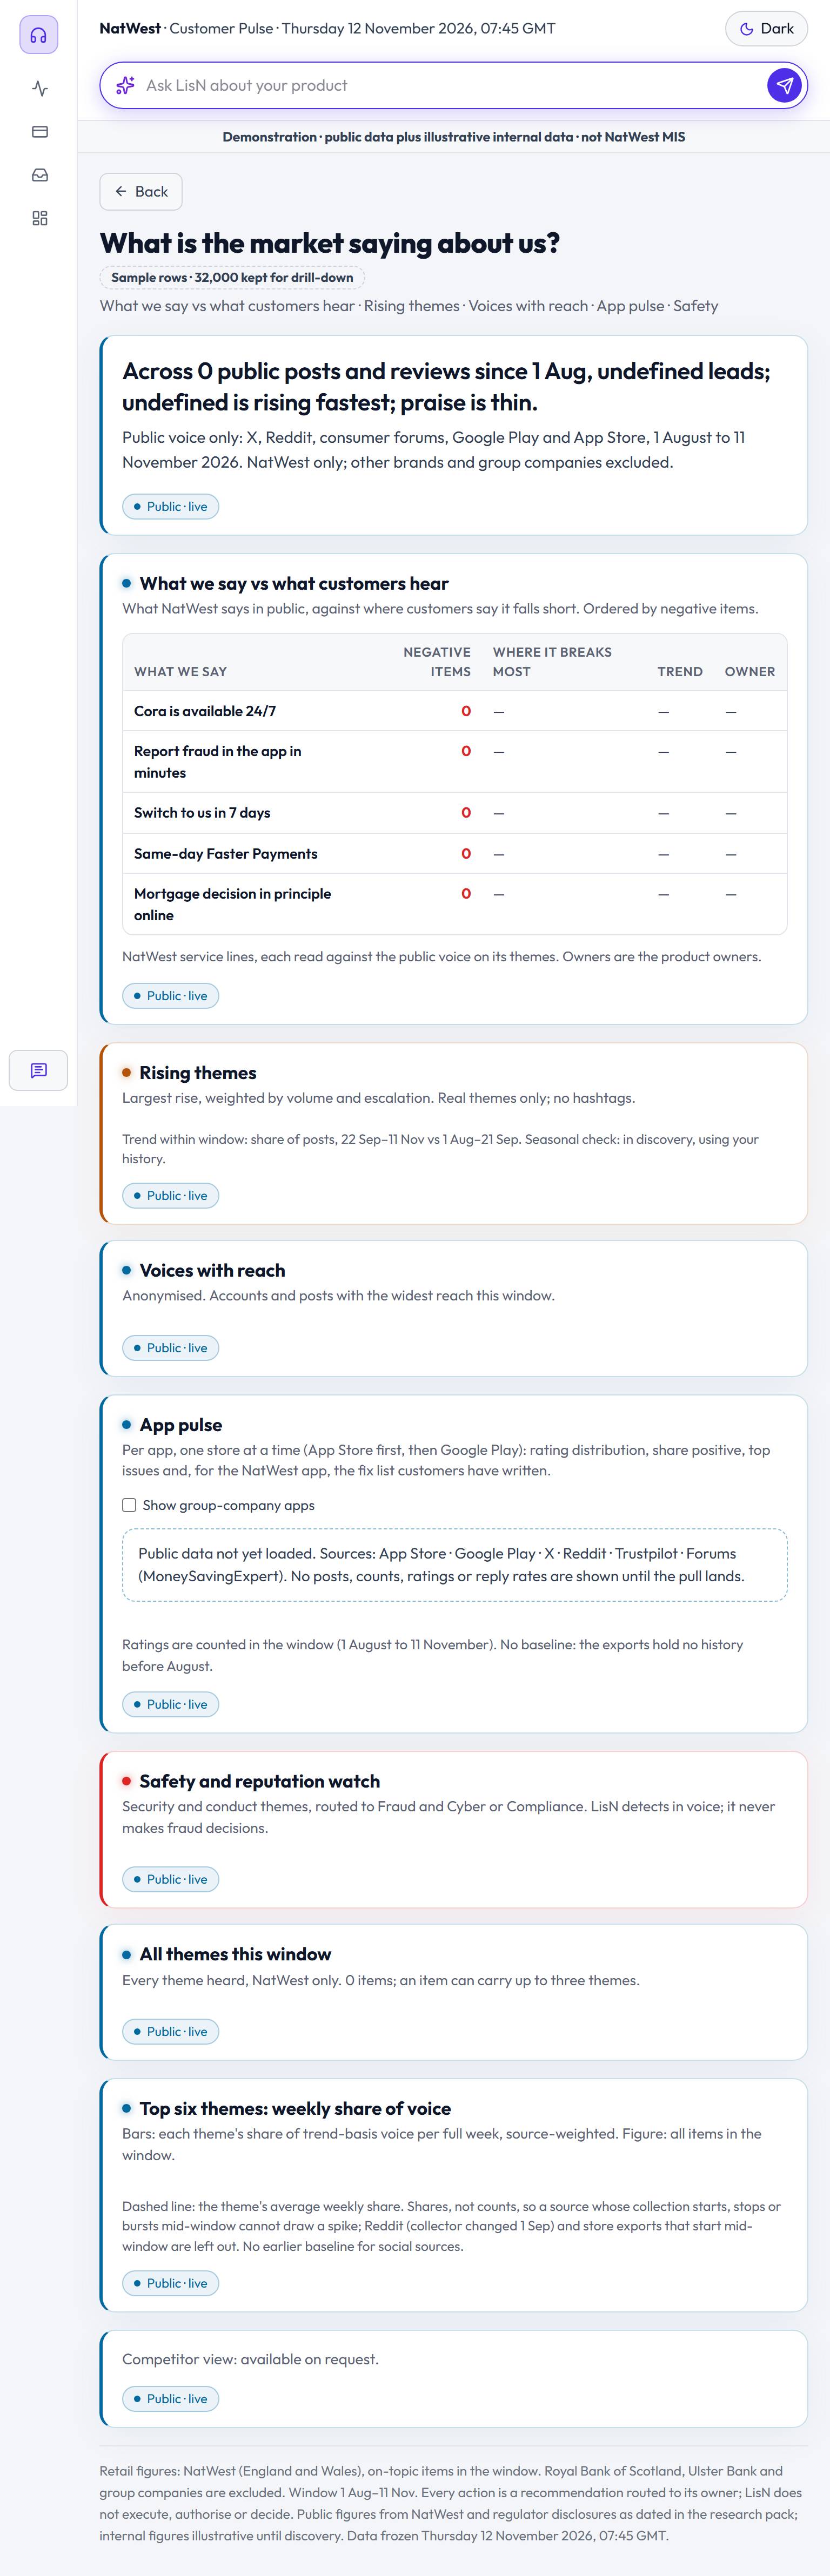 NatWest · Customer Pulse · Thursday 12 November 2026, 07:45 GMT
Dark
Ask LisN about your product
Demonstration · public data plus illustrative internal data · not NatWest MIS
Back
What is the market saying about us?
Sample rows · 32,000 kept for drill-down
What we say vs what customers hear · Rising themes · Voices with reach · App pulse · Safety
Across 0 public posts and reviews since 1 Aug, undefined leads;
undefined is rising fastest; praise is thin.
Public voice only: X, Reddit, consumer forums, Google Play and App Store, 1 August to 11
November 2026. NatWest only; other brands and group companies excluded.
Public · live
What we say vs what customers hear
What NatWest says in public, against where customers say it falls short. Ordered by negative items.
WHAT WE SAY NEGATIVE ITEMS WHERE IT BREAKS MOST TREND OWNER
Cora is available 24/7 0 — — —
Report fraud in the app in 0 — — —
minutes
Switch to us in 7 days 0 — — —
Same-day Faster Payments 0 — — —
Mortgage decision in principle 0 — — —
online
NatWest service lines, each read against the public voice on its themes. Owners are the product owners.
Public · live
Rising themes
Largest rise, weighted by volume and escalation. Real themes only; no hashtags.
Trend within window: share of posts, 22 Sep–11 Nov vs 1 Aug–21 Sep. Seasonal check: in discovery, using your
history.
Public · live
Voices with reach
Anonymised. Accounts and posts with the widest reach this window.
Public · live
App pulse
Per app, one store at a time (App Store first, then Google Play): rating distribution, share positive, top
issues and, for the NatWest app, the fix list customers have written.
Show group-company apps
Public data not yet loaded. Sources: App Store · Google Play · X · Reddit · Trustpilot · Forums
(MoneySavingExpert). No posts, counts, ratings or reply rates are shown until the pull lands.
Ratings are counted in the window (1 August to 11 November). No baseline: the exports hold no history
before August.
Public · live
Safety and reputation watch
Security and conduct themes, routed to Fraud and Cyber or Compliance. LisN detects in voice; it never
makes fraud decisions.
Public · live
All themes this window
Every theme heard, NatWest only. 0 items; an item can carry up to three themes.
Public · live
Top six themes: weekly share of voice
Bars: each theme's share of trend-basis voice per full week, source-weighted. Figure: all items in the
window.
Dashed line: the theme's average weekly share. Shares, not counts, so a source whose collection starts, stops or
bursts mid-window cannot draw a spike; Reddit (collector changed 1 Sep) and store exports that start mid-
window are left out. No earlier baseline for social sources.
Public · live
Competitor view: available on request.
Public · live
Retail figures: NatWest (England and Wales), on-topic items in the window. Royal Bank of Scotland, Ulster Bank and
group companies are excluded. Window 1 Aug–11 Nov. Every action is a recommendation routed to its owner; LisN does
not execute, authorise or decide. Public figures from NatWest and regulator disclosures as dated in the research pack;
internal figures illustrative until discovery. Data frozen Thursday 12 November 2026, 07:45 GMT.